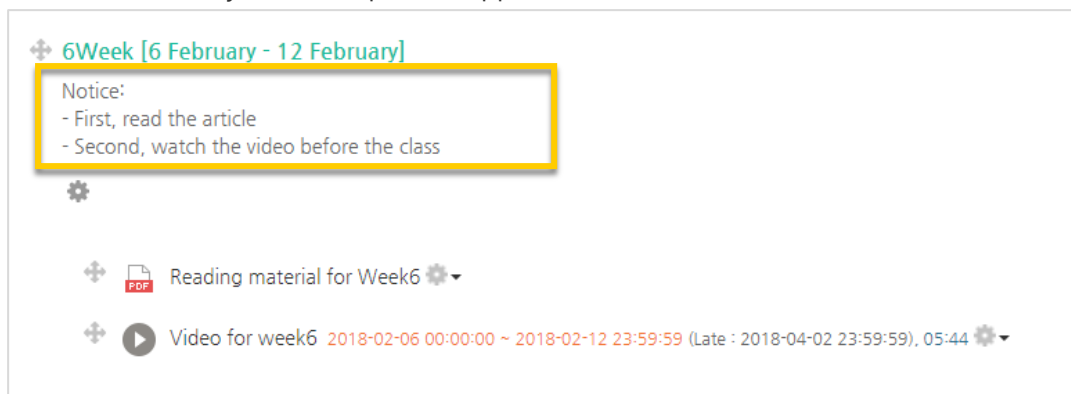 6Week [6 February - 12 February]
Notice:
- First, read the article
- Second, watch the video before the class
PDF
Reading material for Week6
Video for week6 2018-02-06 00:00:00 ~ 2018-02-12 23:59:59 (Late : 2018-04-02 23:59:59), 05:44